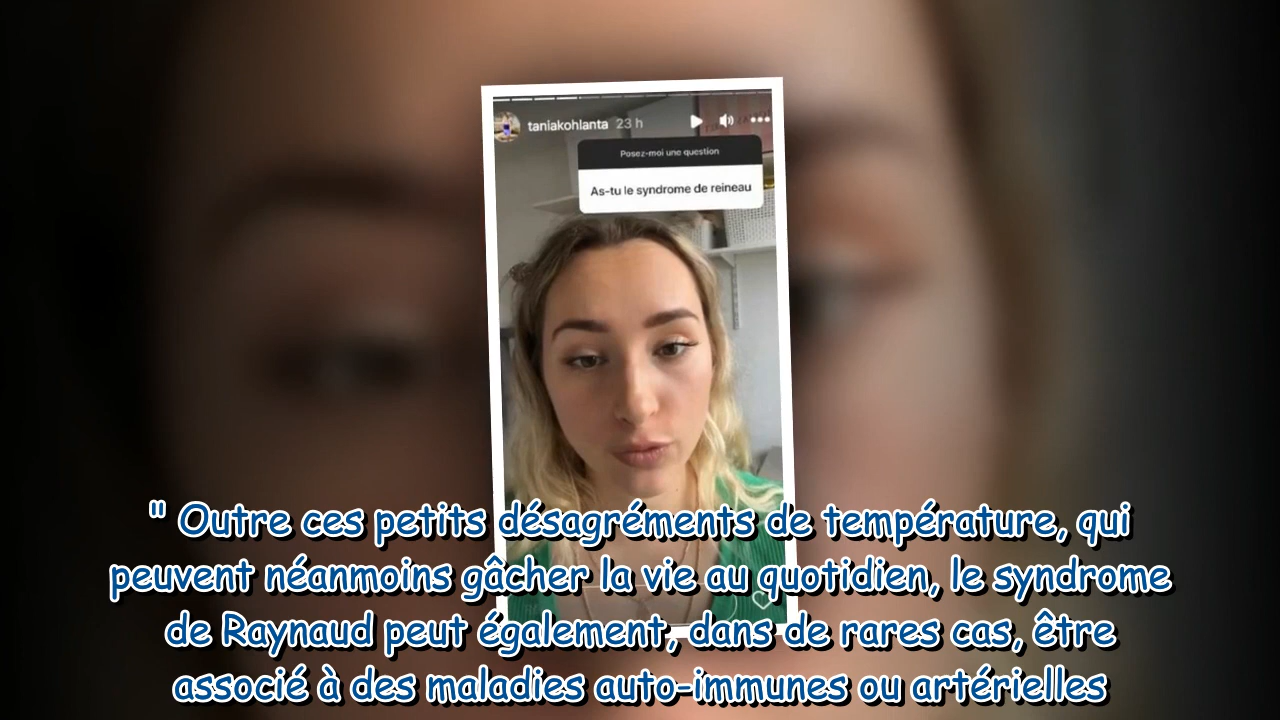 taniakohlanta 23 h
Posez-moi une question
As-tu le syndrome de reineau
" Outre ces petits désagréments de température, qui
peuvent néanmoins gâcher la vie au quotidien, le syndrome
de Raynaud peut également, dans de rares cas, être
associé à des maladies auto-immunes ou artérielles